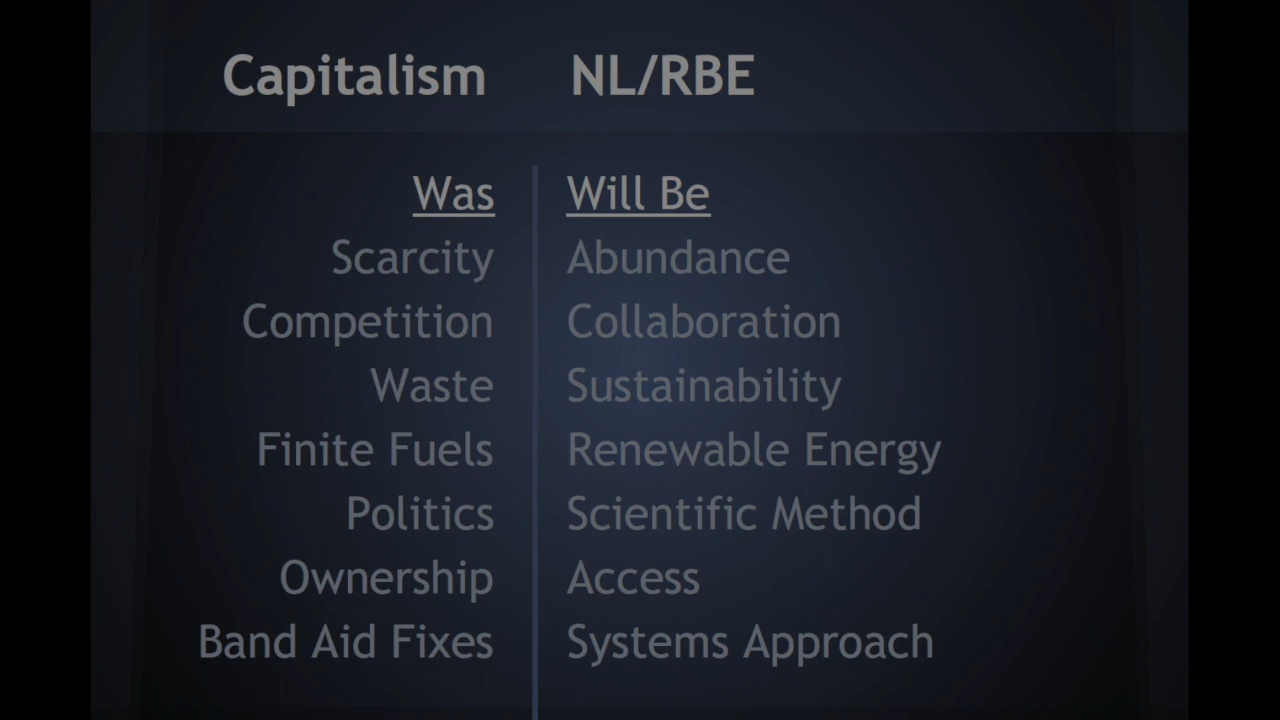 Capitalism NL/RBE
Was Will Be
Scarcity Abundance
Competition Collaboration
Waste Sustainability
Finite Fuels Renewable Energy
Politics Scientific Method
Ownership Access
Band Aid Fixes Systems Approach